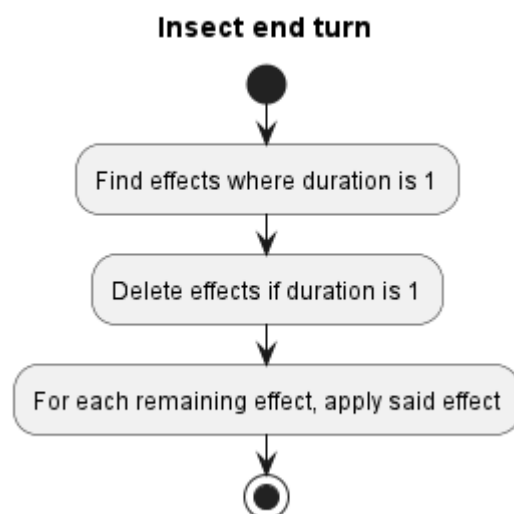 Insect end turn
Find effects where duration is 1
Delete effects if duration is 1
For each remaining effect, apply said effect